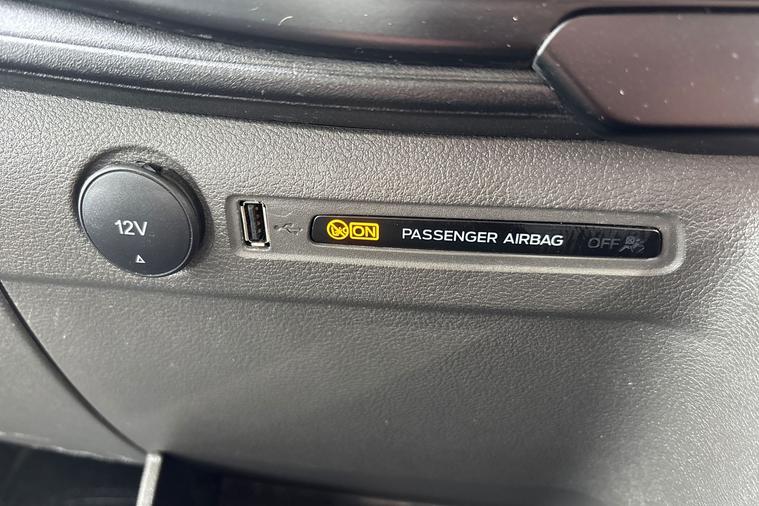 12V
ON PASSENGER AIRBAG OFF